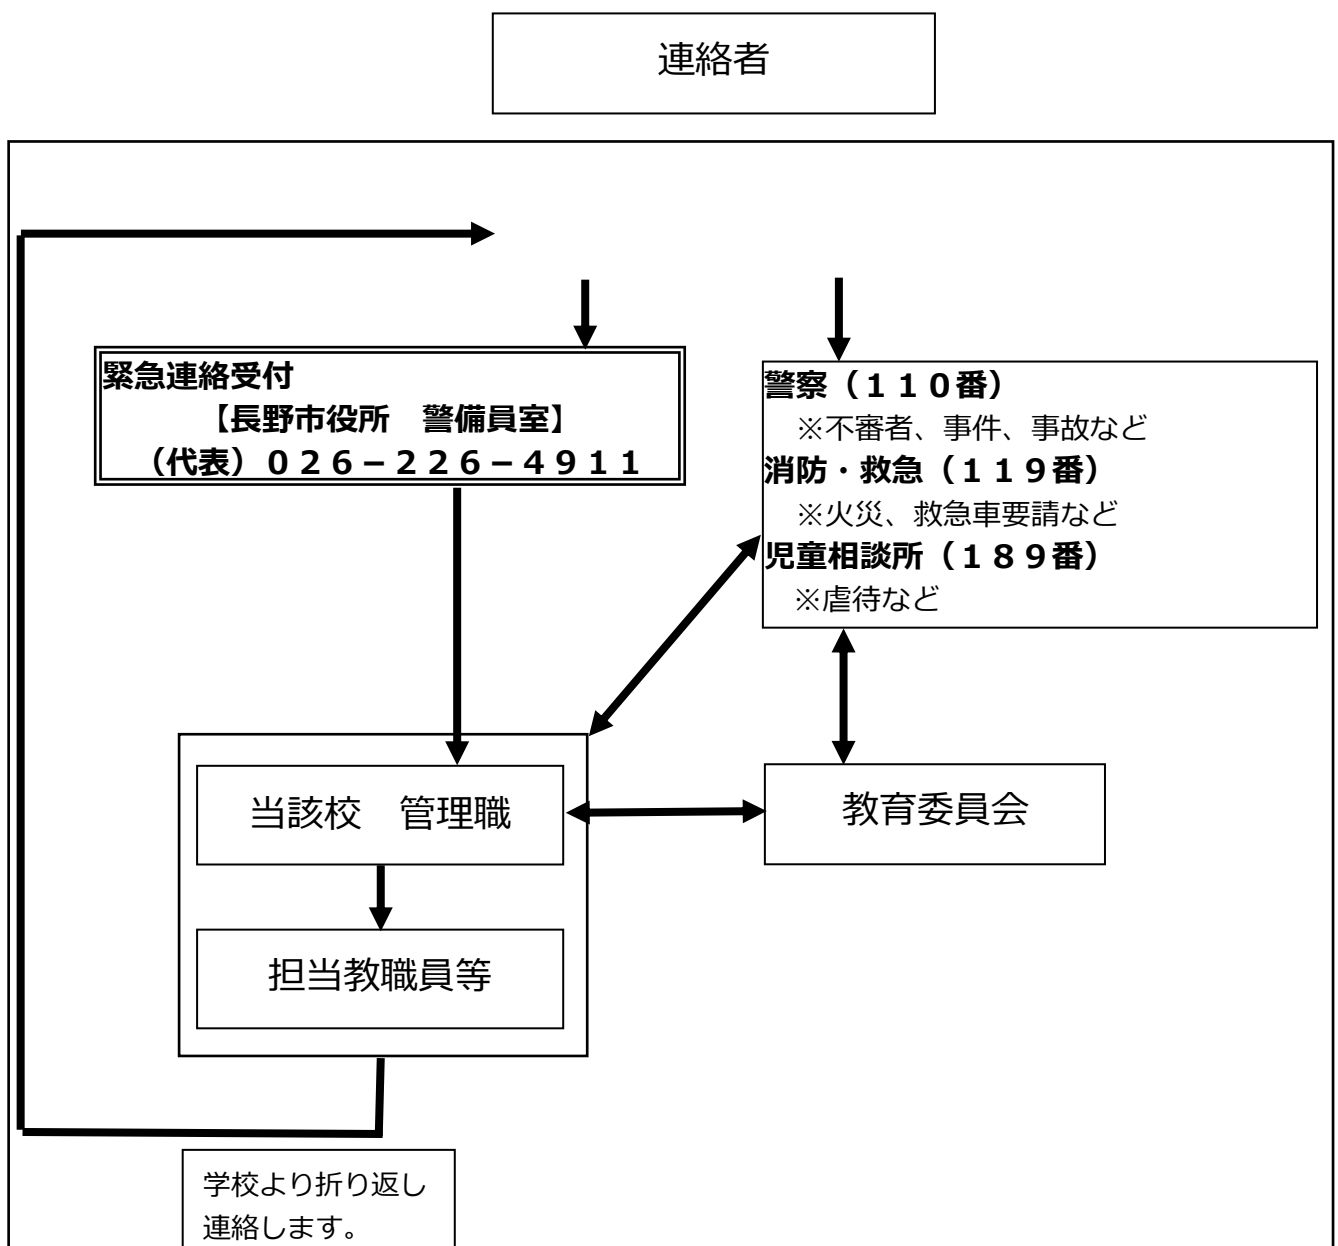 連絡者
緊急連絡受付
【長野市役所　警備員室】
（代表）０２６－２２６－４９１１
警察（１１０番）
※不審者、事件、事故など
消防・救急（１１９番）
※火災、救急車要請など
児童相談所（１８９番）
※虐待など
当該校　管理職
教育委員会
担当教職員等
学校より折り返し
連絡します。